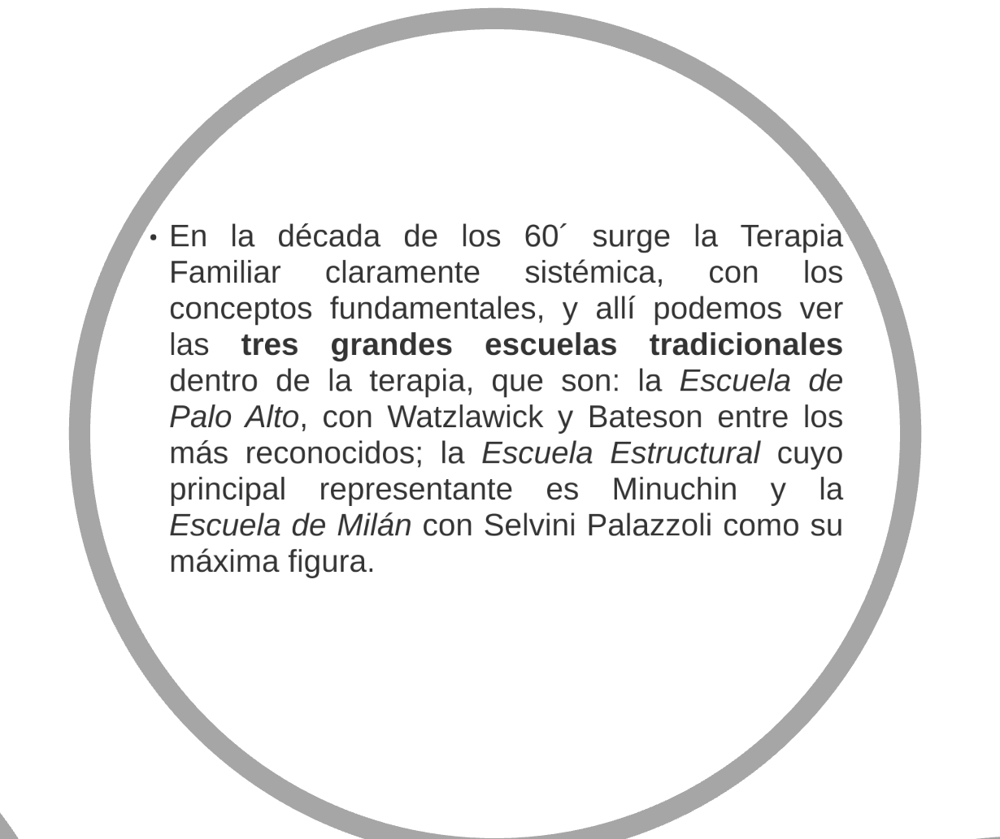 • En la década de los 60´ surge la Terapia
Familiar claramente sistémica, con los
conceptos fundamentales, y allí podemos ver
las tres grandes escuelas tradicionales
dentro de la terapia, que son: la Escuela de
Palo Alto, con Watzlawick y Bateson entre los
más reconocidos; la Escuela Estructural cuyo
principal representante es Minuchin y la
Escuela de Milán con Selvini Palazzoli como su
máxima figura.